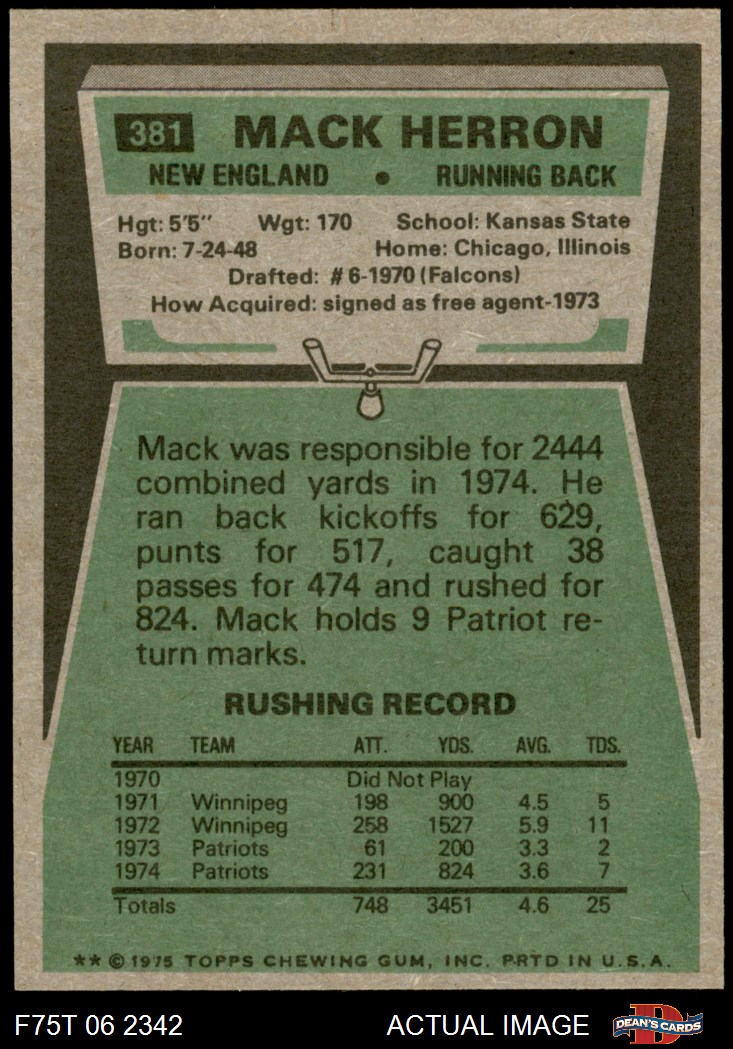 381 MACK HERRON
NEW ENGLAND • RUNNING BACK
Hgt: 5'5" Wgt: 170 School: Kansas State
Born: 7-24-48 Home: Chicago, Illinois
Drafted: #6-1970 (Falcons)
How Acquired: signed as free agent-1973
Mack was responsible for 2444
combined yards in 1974. He
ran back kickoffs for 629,
punts for 517, caught 38
passes for 474 and rushed for
824. Mack holds 9 Patriot re-
turn marks.
RUSHING RECORD
YEAR TEAM ATT. YDS. AVG. TDS.
1970 Did Not Play
1971 Winnipeg 198 900 4.5 5
1972 Winnipeg 258 1527 5.9 11
1973 Patriots 61 200 3.3 2
1974 Patriots 231 824 3.6 7
Totals 748 3451 4.6 25
** © 1975 TOPPS CHEWING GUM, INC. PRTD IN U.S.A.
F75T 06 2342 ACTUAL IMAGE D DEAN'S CARDS